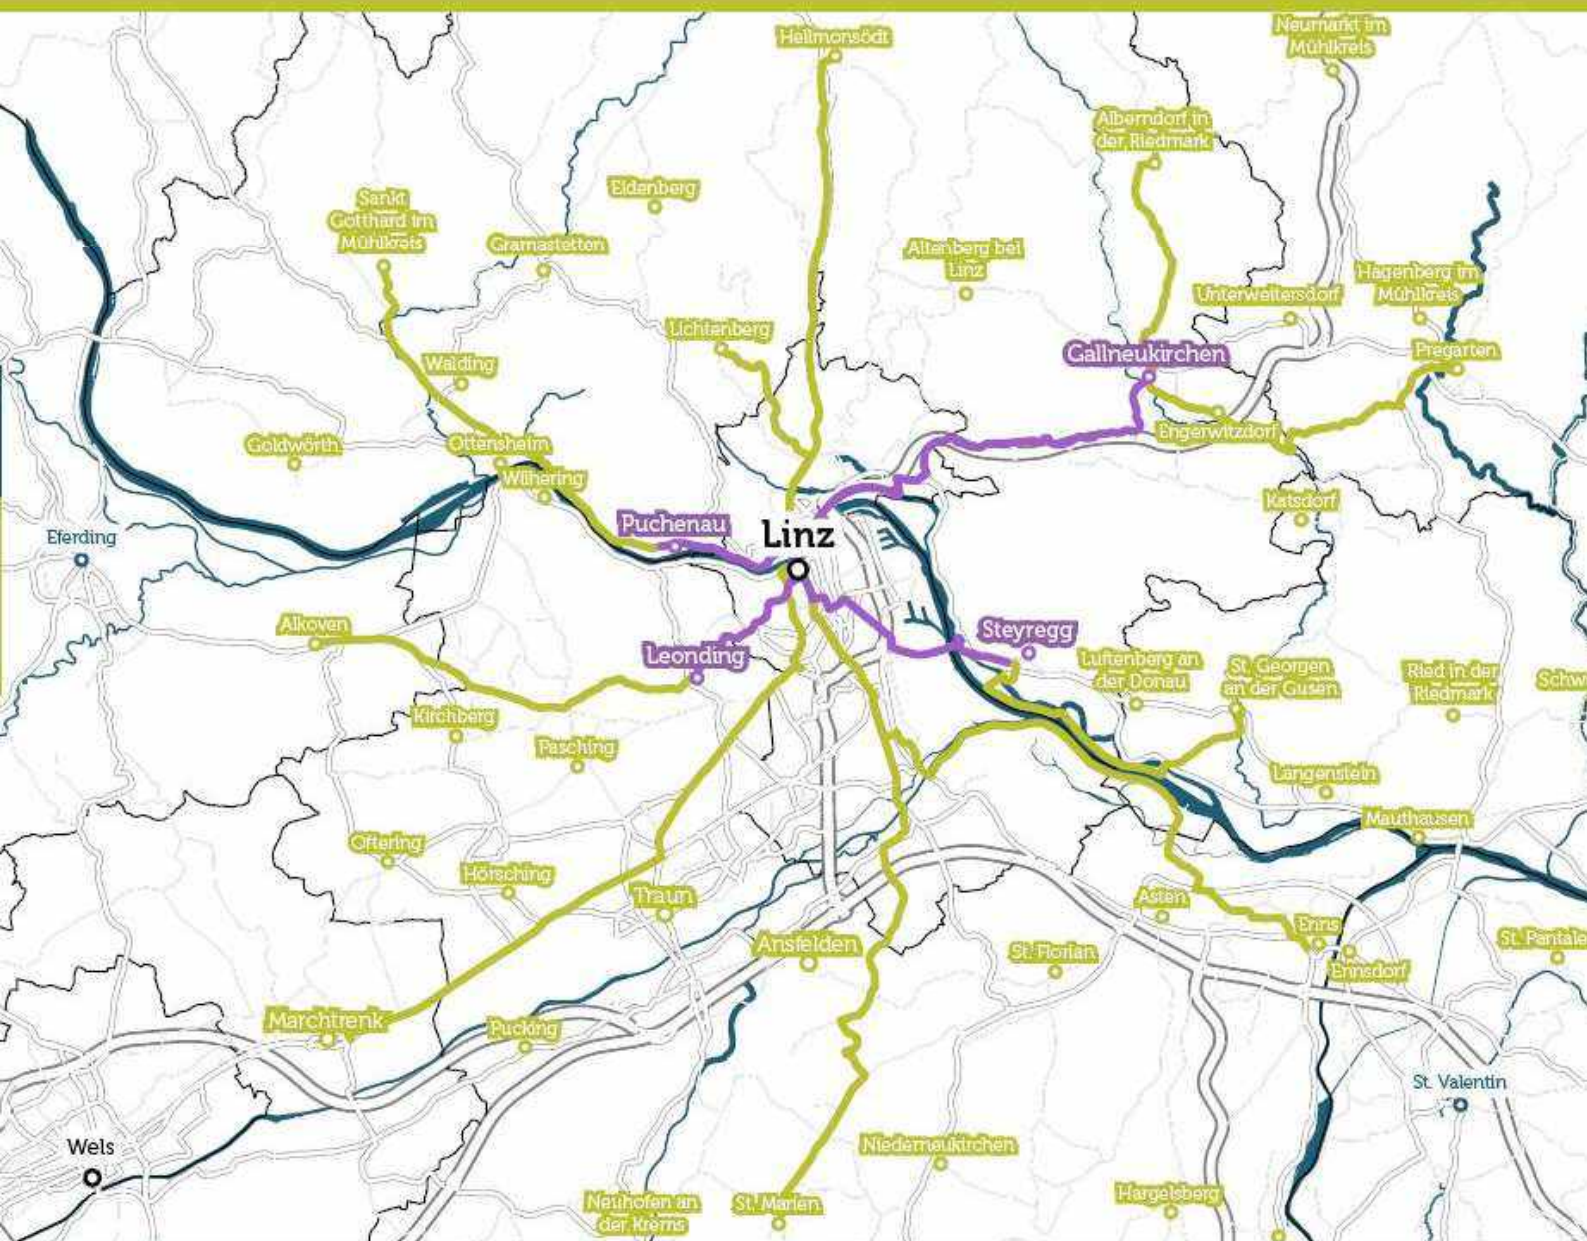 Hellmonsödt
Neumarkt im
Mühlkreis
Alberndorf in
der Riedmark
Eidenberg
Sankt
Gotthard im
Mühlkreis
Gramastetten
Altenberg bei
Linz
Hagenberg im
Mühlkreis
Unterweitersdorf
Lichtenberg
Gallneukirchen
Pregarten
Walding
Engerwitzdorf
Goldwörth
Ottensheim
Wilhering
Katsdorf
Puchenau
Linz
Eferding
Alkoven
Steyregg
Leonding
Luftenberg an
der Donau
St. Georgen
an der Gusen
Ried in der
Riedmark
Schw
Kirchberg
Pasching
Langenstein
Mauthausen
Oftering
Hörsching
Traun
Asten
Enns
Ansfelden
St. Florian
St. Pantale
Ennsdorf
Marchtrenk
Pucking
St. Valentin
Wels
Niederneukirchen
Neuhofen an
der Krems
St. Marien
Hargelsberg